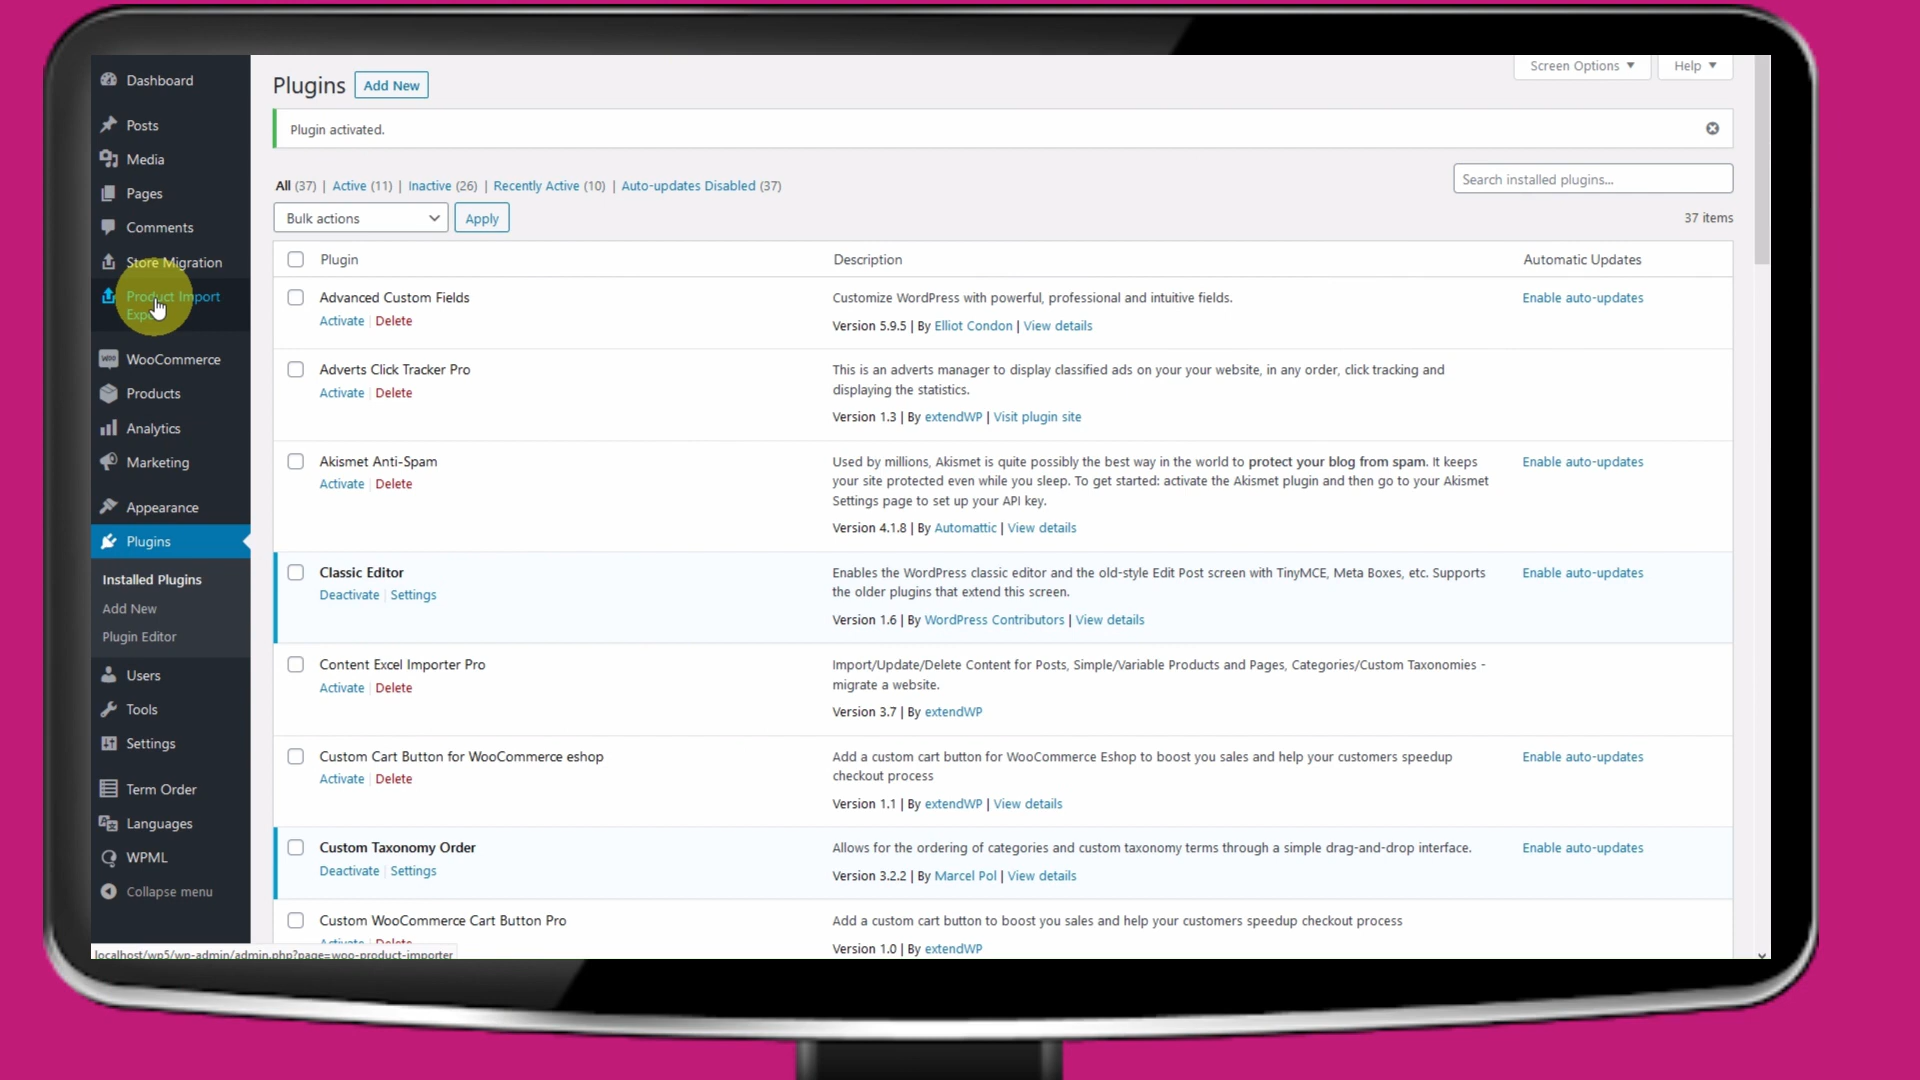 Dashboard
Posts
Media
Pages
Comments
Store Migration
Product Import
WooCommerce
Products
Analytics
Marketing
Appearance
Plugins
Installed Plugins
Add New
Plugin Editor
Users
Tools
Settings
Term Order
Languages
WPML
Collapse menu
localhost/wp5/wp-admin/admin.php?page=woo-product-importer
Plugins Add New
Screen Options Help
Plugin activated.
All (37) | Active (11) | Inactive (26) | Recently Active (10) | Auto-updates Disabled (37)
Search installed plugins...
Bulk actions Apply
37 items
Plugin Description Automatic Updates
Advanced Custom Fields
Activate | Delete
Customize WordPress with powerful, professional and intuitive fields.
Version 5.9.5 | By Elliot Condon | View details
Enable auto-updates
Adverts Click Tracker Pro
Activate | Delete
This is an adverts manager to display classified ads on your your website, in any order, click tracking and
displaying the statistics.
Version 1.3 | By extendWP | Visit plugin site
Akismet Anti-Spam
Activate | Delete
Used by millions, Akismet is quite possibly the best way in the world to protect your blog from spam. It keeps
your site protected even while you sleep. To get started: activate the Akismet plugin and then go to your Akismet
Settings page to set up your API key.
Version 4.1.8 | By Automattic | View details
Enable auto-updates
Classic Editor
Deactivate | Settings
Enables the WordPress classic editor and the old-style Edit Post screen with TinyMCE, Meta Boxes, etc. Supports
the older plugins that extend this screen.
Version 1.6 | By WordPress Contributors | View details
Enable auto-updates
Content Excel Importer Pro
Activate | Delete
Import/Update/Delete Content for Posts, Simple/Variable Products and Pages, Categories/Custom Taxonomies -
migrate a website.
Version 3.7 | By extendWP
Custom Cart Button for WooCommerce eshop
Activate | Delete
Add a custom cart button for WooCommerce Eshop to boost you sales and help your customers speedup
checkout process
Version 1.1 | By extendWP | View details
Enable auto-updates
Custom Taxonomy Order
Deactivate | Settings
Allows for the ordering of categories and custom taxonomy terms through a simple drag-and-drop interface.
Version 3.2.2 | By Marcel Pol | View details
Enable auto-updates
Custom WooCommerce Cart Button Pro
Activate | Delete
Add a custom cart button to boost you sales and help your customers speedup checkout process
Version 1.0 | By extendWP